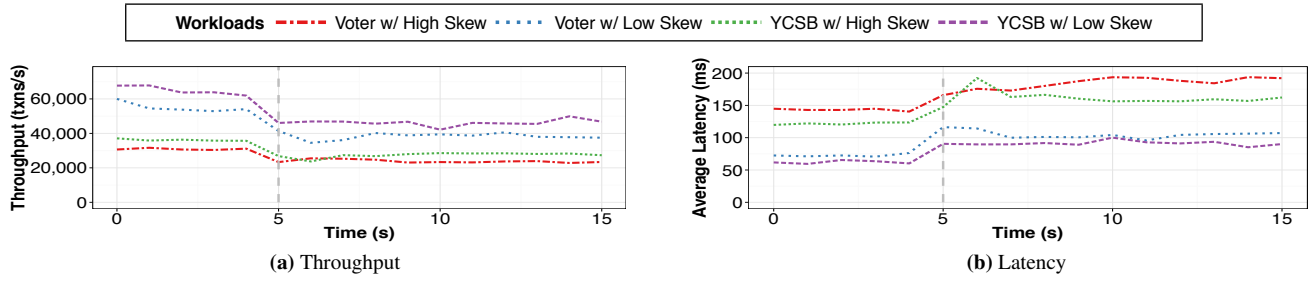 Workloads Voter w/ High Skew Voter w/ Low Skew YCSB w/ High Skew YCSB w/ Low Skew
Throughput (txns/s)
60,000
40,000
20,000
0
0 5 10 15
Time (s)
(a) Throughput
Average Latency (ms)
200
150
100
50
0
0 5 10 15
Time (s)
(b) Latency